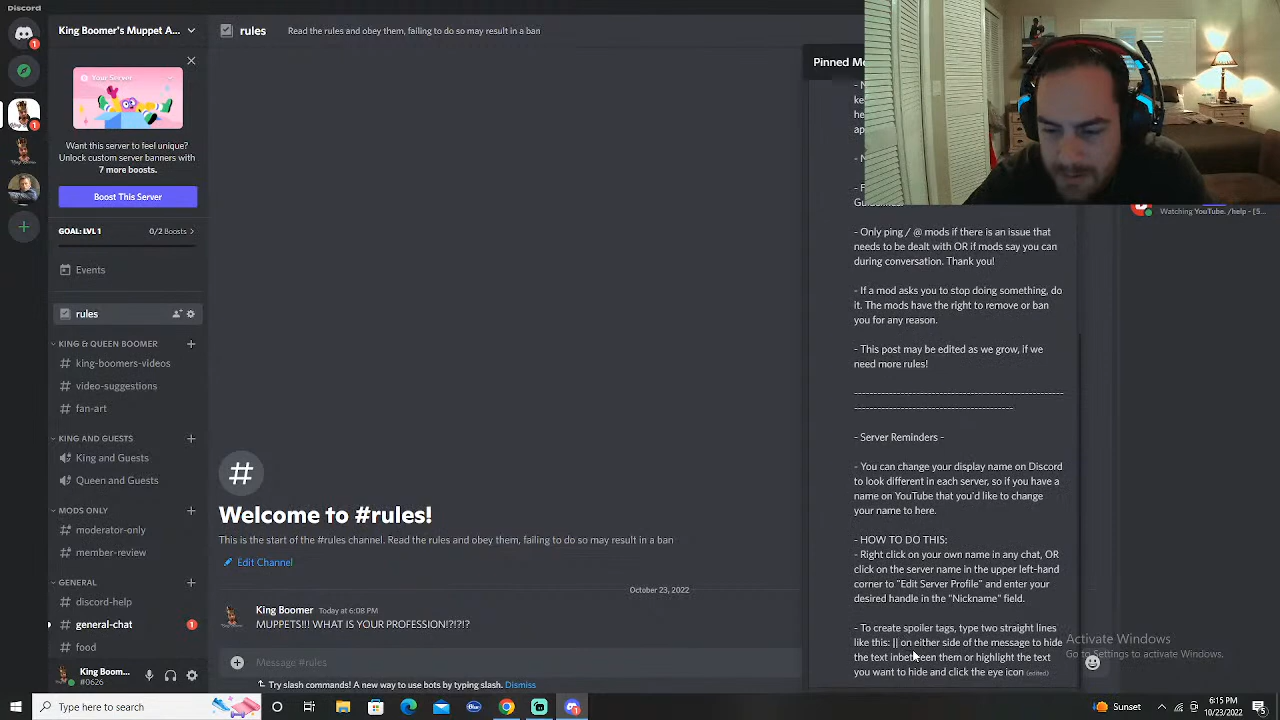 Discord
King Boomer's Muppet A...
rules
Read the rules and obey them, failing to do so may result in a ban
Your Server
Want this server to feel unique?
Unlock custom server banners with
7 more boosts.
Boost This Server
GOAL: LVL 1
0/2 Boosts
Events
rules
KING & QUEEN BOOMER
king-boomers-videos
video-suggestions
fan-art
KING AND GUESTS
King and Guests
Queen and Guests
MODS ONLY
moderator-only
member-review
GENERAL
discord-help
general-chat
1
food
King Boom...
#0626
Welcome to #rules!
This is the start of the #rules channel. Read the rules and obey them, failing to do so may result in a ban
Edit Channel
October 23, 2022
King Boomer Today at 6:08 PM
MUPPETS!!! WHAT IS YOUR PROFESSION!?!?!?
Message #rules
Try slash commands! A new way to use bots by typing slash. Dismiss
Pinned Me
- Only ping / @ mods if there is an issue that
needs to be dealt with OR if mods say you can
during conversation. Thank you!
- If a mod asks you to stop doing something, do
it. The mods have the right to remove or ban
you for any reason.
- This post may be edited as we grow, if we
need more rules!
- Server Reminders -
- You can change your display name on Discord
to look different in each server, so if you have a
name on YouTube that you'd like to change
your name to here.
- HOW TO DO THIS:
- Right click on your own name in any chat, OR
click on the server name in the upper left-hand
corner to "Edit Server Profile" and enter your
desired handle in the "Nickname" field.
- To create spoiler tags, type two straight lines
like this: || on either side of the message to hide
the text inbetween them or highlight the text
you want to hide and click the eye icon (edited)
Watching YouTube. /help - [5...
Activate Windows
Go to Settings to activate Windows.
Type here to search
Sunset
6:15 PM
10/23/2022